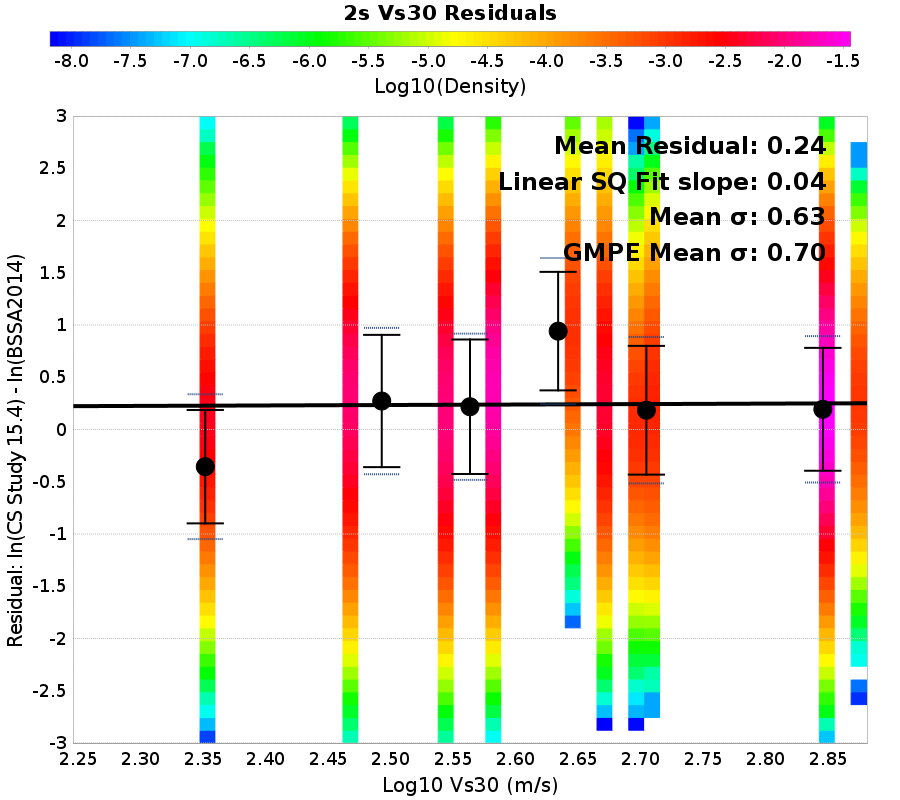 2s Vs30 Residuals
-8.0 -7.5 -7.0 -6.5 -6.0 -5.5 -5.0 -4.5 -4.0 -3.5 -3.0 -2.5 -2.0 -1.5
Log10(Density)
Mean Residual: 0.24
Linear SQ Fit slope: 0.04
Mean σ: 0.63
GMPE Mean σ: 0.70
Residual: ln(CS Study 15.4) - ln(BSSA2014)
3
2.5
2
1.5
1
0.5
0
-0.5
-1
-1.5
-2
-2.5
-3
2.25 2.30 2.35 2.40 2.45 2.50 2.55 2.60 2.65 2.70 2.75 2.80 2.85
Log10 Vs30 (m/s)